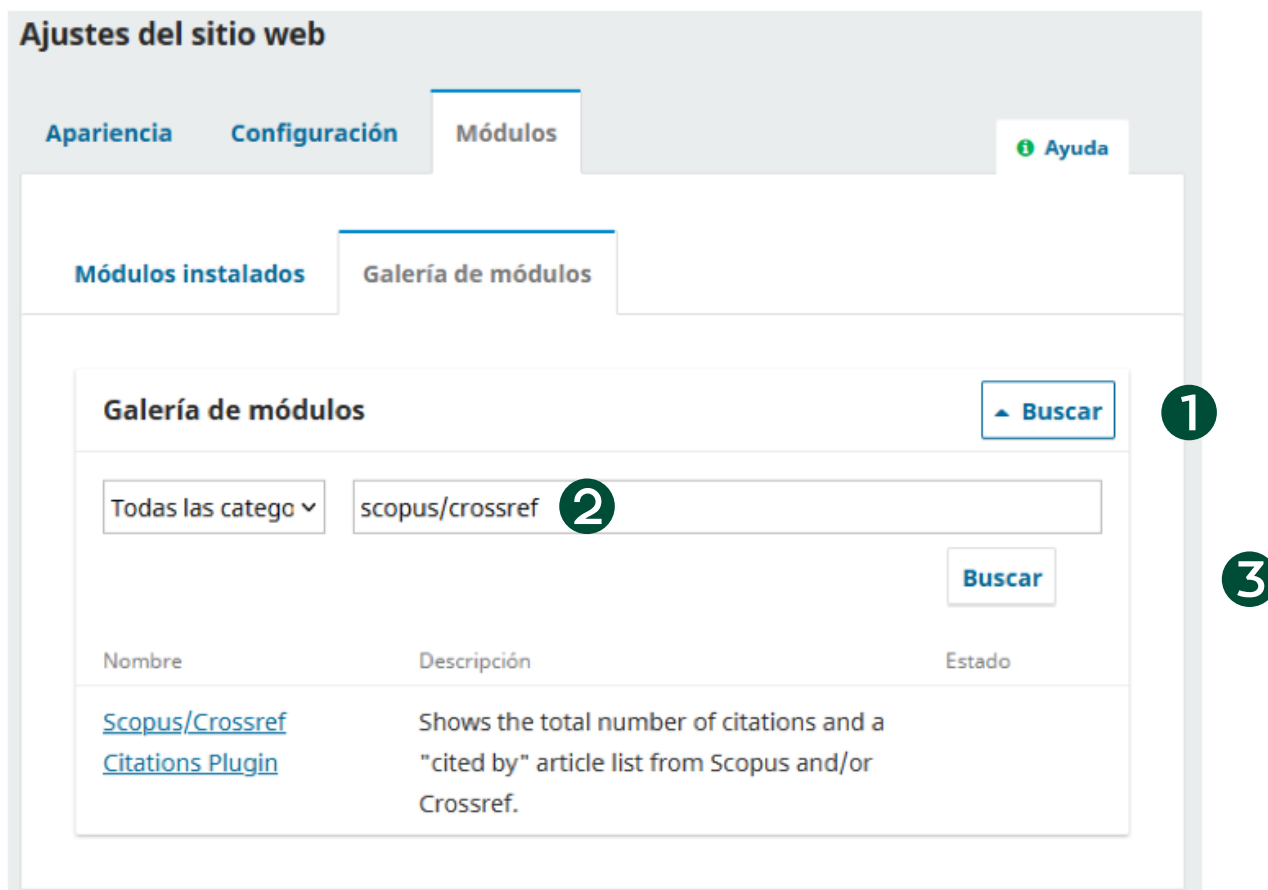 Ajustes del sitio web
Apariencia Configuración Módulos Ayuda
Módulos instalados Galería de módulos
Galería de módulos Buscar 1
Todas las catego scopus/crossref 2
Buscar 3
Nombre Descripción Estado
Scopus/Crossref Shows the total number of citations and a
Citations Plugin "cited by" article list from Scopus and/or
Crossref.